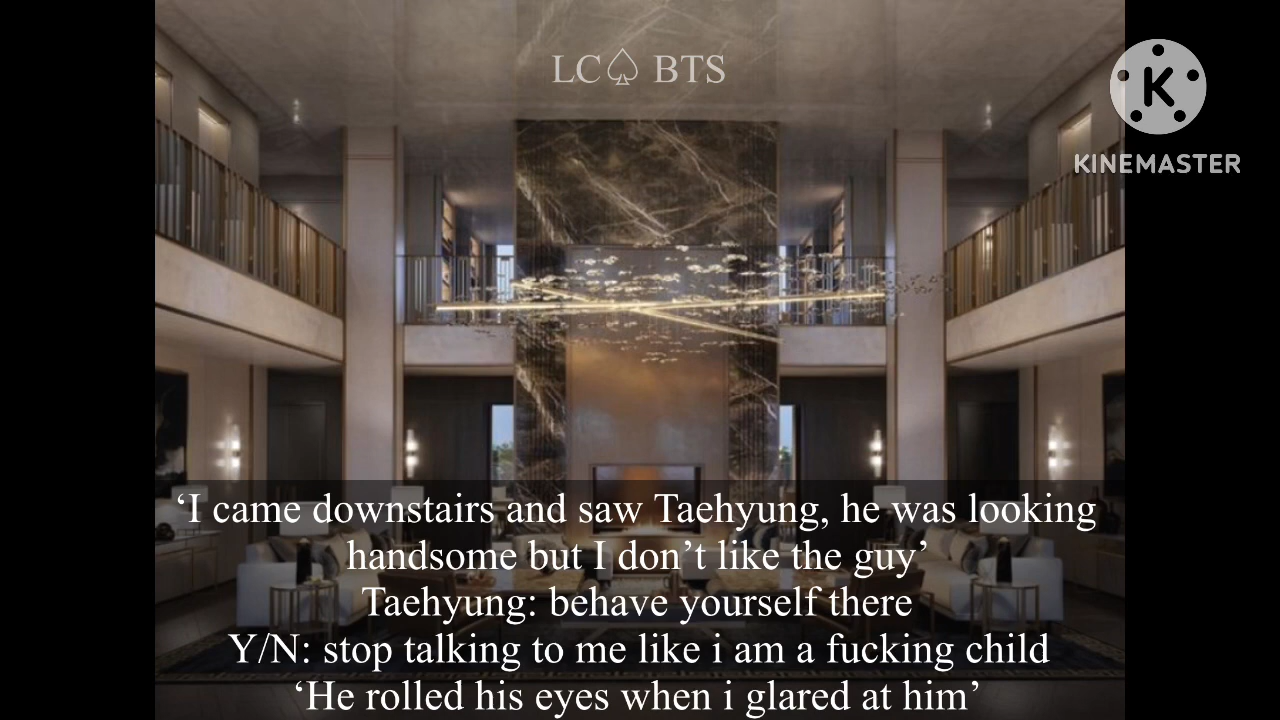 LC♤ BTS
KINEMASTER
‘I came downstairs and saw Taehyung, he was looking
handsome but I don’t like the guy’
Taehyung: behave yourself there
Y/N: stop talking to me like i am a fucking child
‘He rolled his eyes when i glared at him’